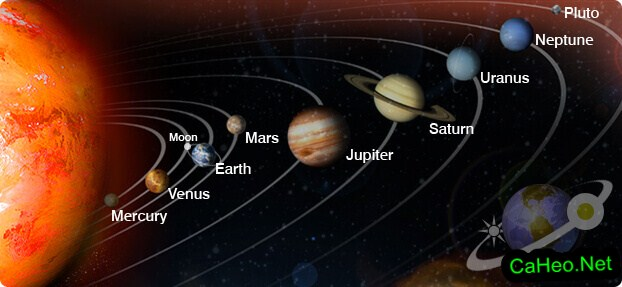 Pluto
Neptune
Uranus
Saturn
Jupiter
Mars
Moon
Earth
Venus
Mercury
CaHeo.Net